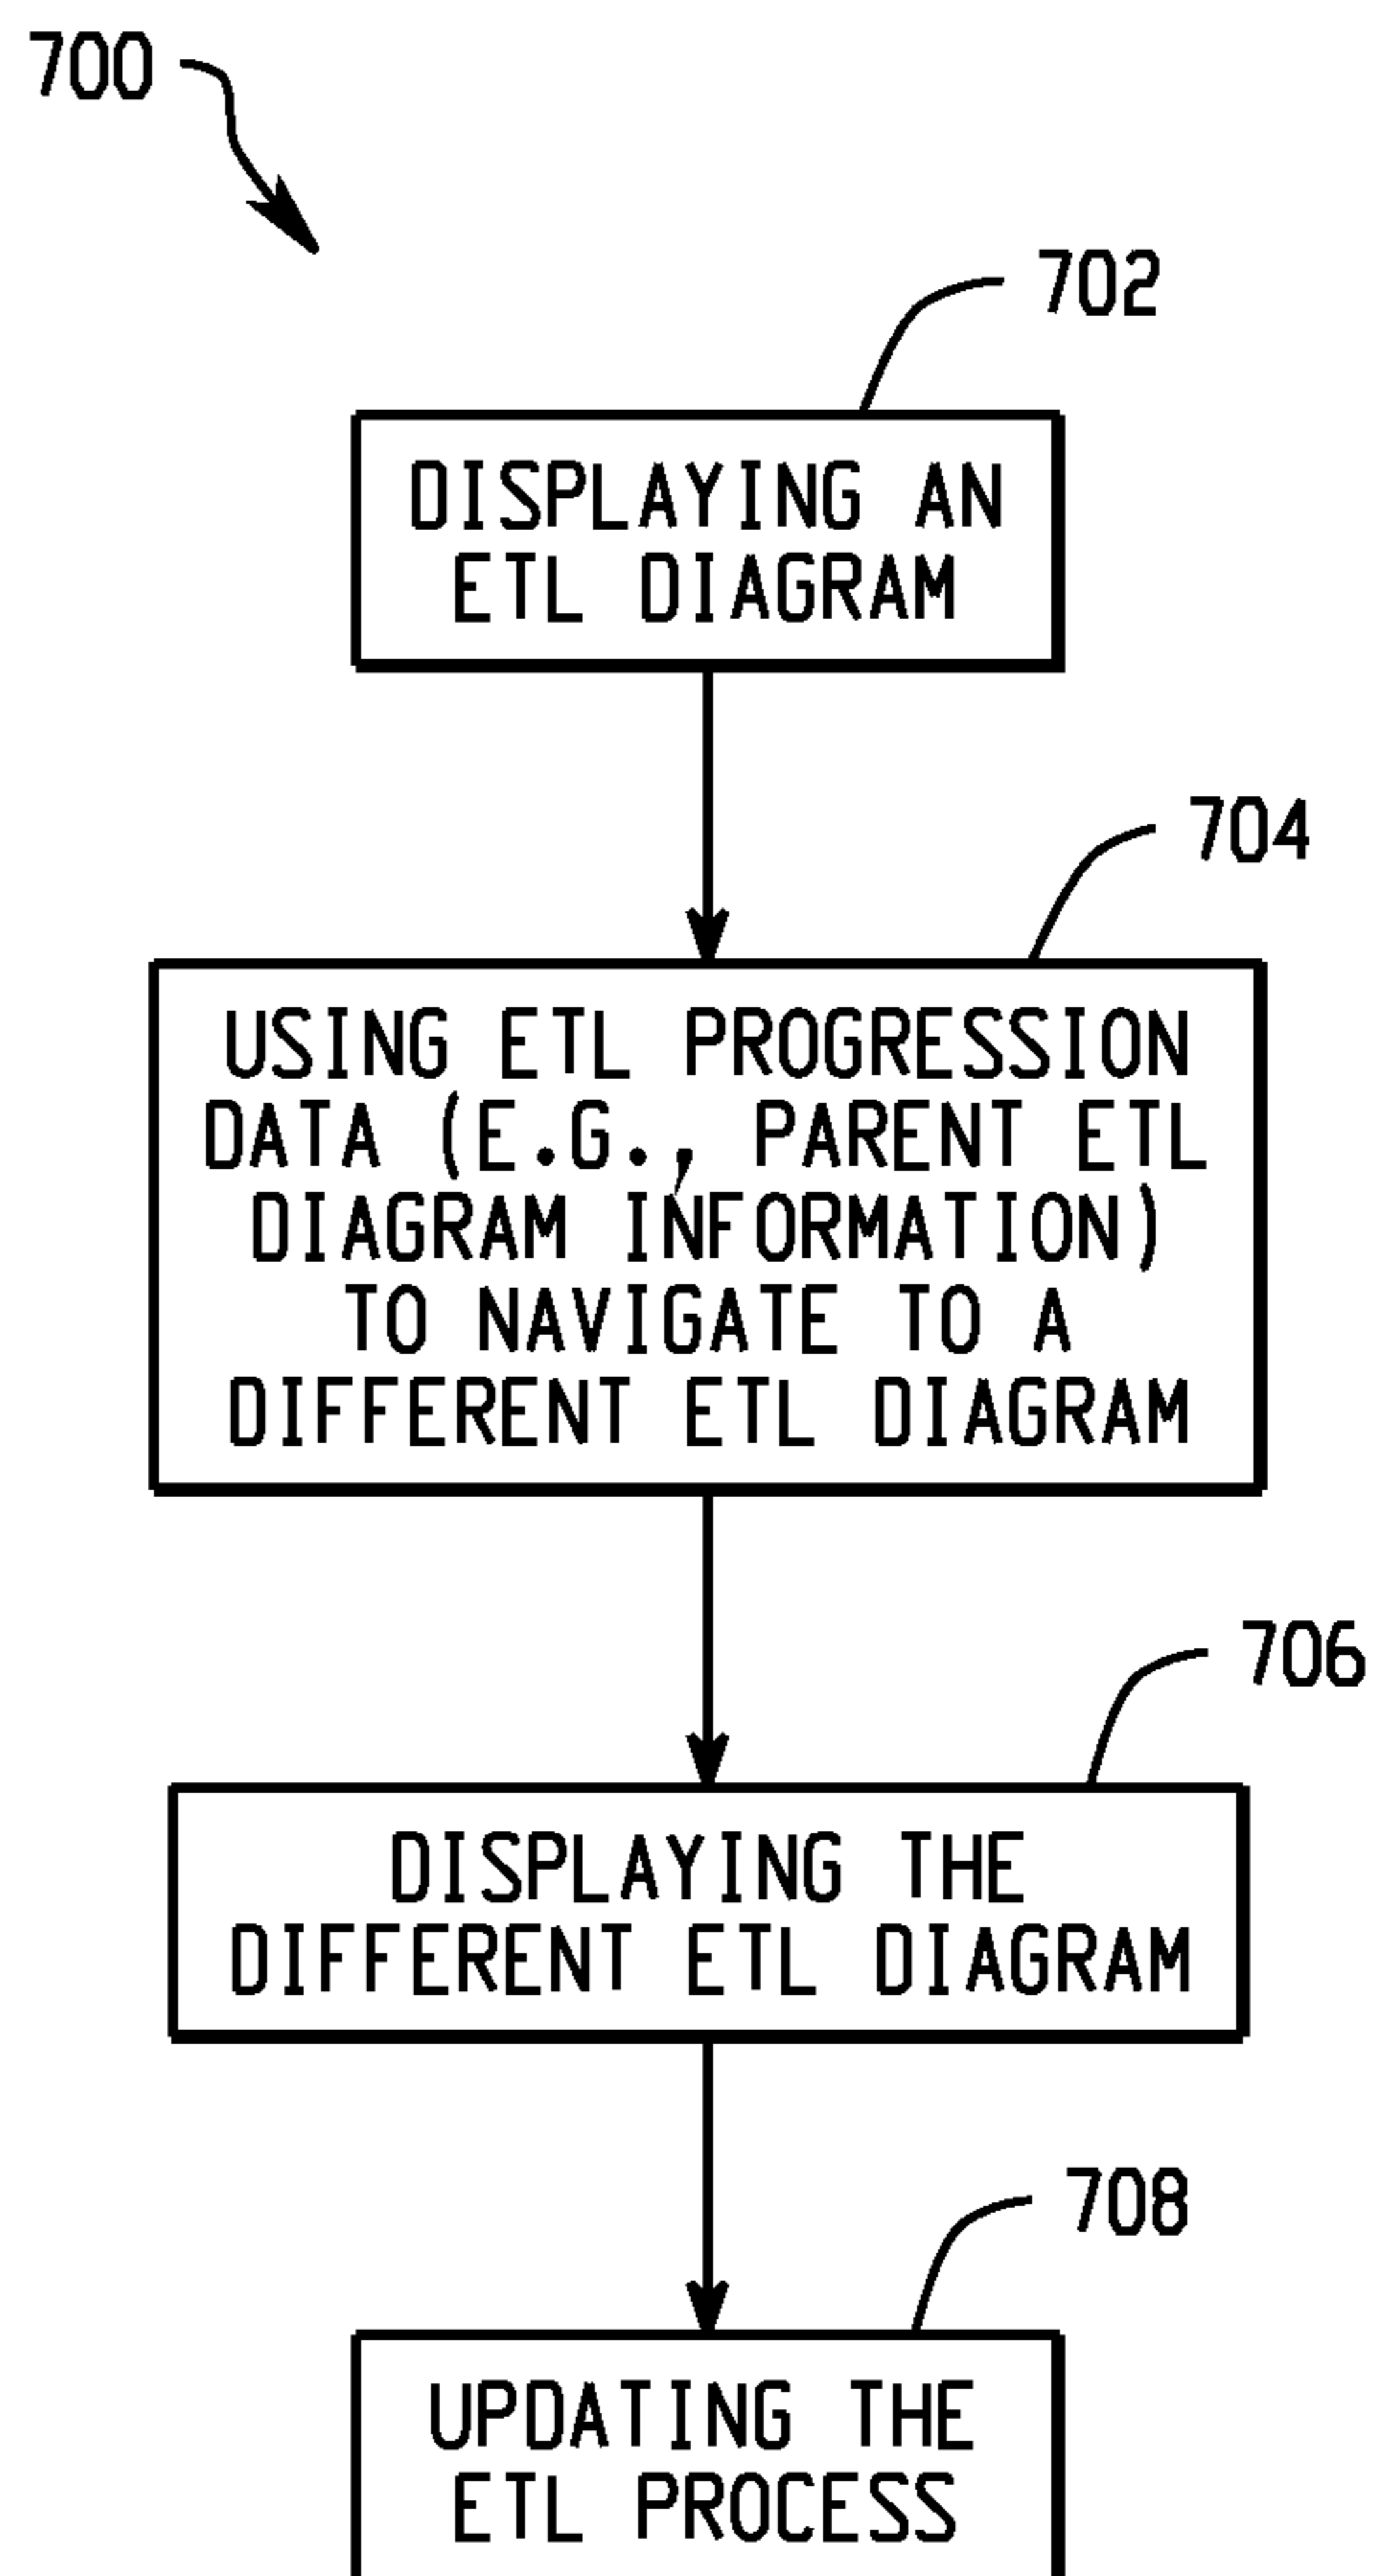 700
702
DISPLAYING AN
ETL DIAGRAM
704
USING ETL PROGRESSION
DATA (E.G., PARENT ETL
DIAGRAM INFORMATION)
TO NAVIGATE TO A
DIFFERENT ETL DIAGRAM
706
DISPLAYING THE
DIFFERENT ETL DIAGRAM
708
UPDATING THE
ETL PROCESS